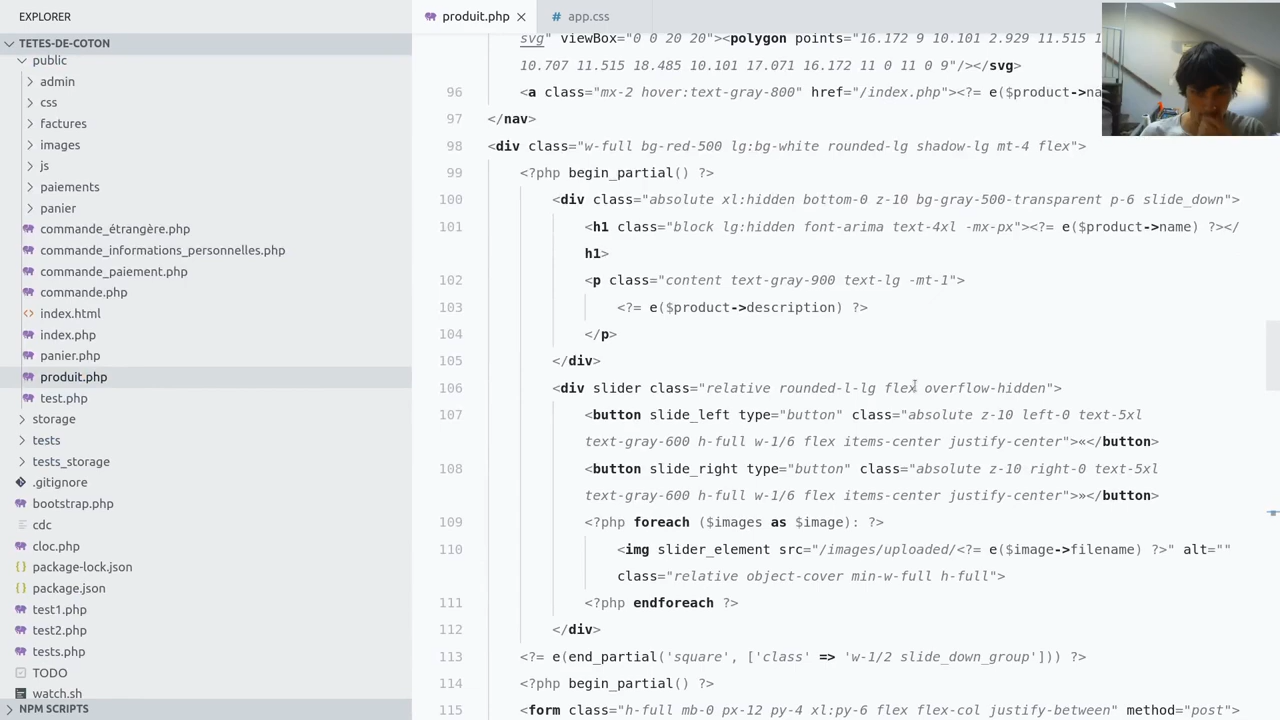 EXPLORER
produit.php
app.css
TETES-DE-COTON
public
admin
css
factures
images
js
paiements
panier
commande_étrangère.php
commande_informations_personnelles.php
commande_paiement.php
commande.php
index.html
index.php
panier.php
produit.php
test.php
storage
tests
tests_storage
.gitignore
bootstrap.php
cdc
cloc.php
package-lock.json
package.json
test1.php
test2.php
tests.php
TODO
watch.sh
NPM SCRIPTS
svg" viewBox="0 0 20 20"><polygon points="16.172 9 10.101 2.929 11.515 1
10.707 11.515 18.485 10.101 17.071 16.172 11 0 11 0 9"/></svg>
96 <a class="mx-2 hover:text-gray-800" href="/index.php"><?= e($product->na
97 </nav>
98 <div class="w-full bg-red-500 lg:bg-white rounded-lg shadow-lg mt-4 flex">
99 <?php begin_partial() ?>
100 <div class="absolute xl:hidden bottom-0 z-10 bg-gray-500-transparent p-6 slide_down">
101 <h1 class="block lg:hidden font-arima text-4xl -mx-px"><?= e($product->name) ?></
h1>
102 <p class="content text-gray-900 text-lg -mt-1">
103 <?= e($product->description) ?>
104 </p>
105 </div>
106 <div slider class="relative rounded-l-lg flex overflow-hidden">
107 <button slide_left type="button" class="absolute z-10 left-0 text-5xl
text-gray-600 h-full w-1/6 flex items-center justify-center">«</button>
108 <button slide_right type="button" class="absolute z-10 right-0 text-5xl
text-gray-600 h-full w-1/6 flex items-center justify-center">»</button>
109 <?php foreach ($images as $image): ?>
110 <img slider_element src="/images/uploaded/<?= e($image->filename) ?>" alt=""
class="relative object-cover min-w-full h-full">
111 <?php endforeach ?>
112 </div>
113 <?= e(end_partial('square', ['class' => 'w-1/2 slide_down_group'])) ?>
114 <?php begin_partial() ?>
115 <form class="h-full mb-0 px-12 py-4 xl:py-6 flex flex-col justify-between" method="post">